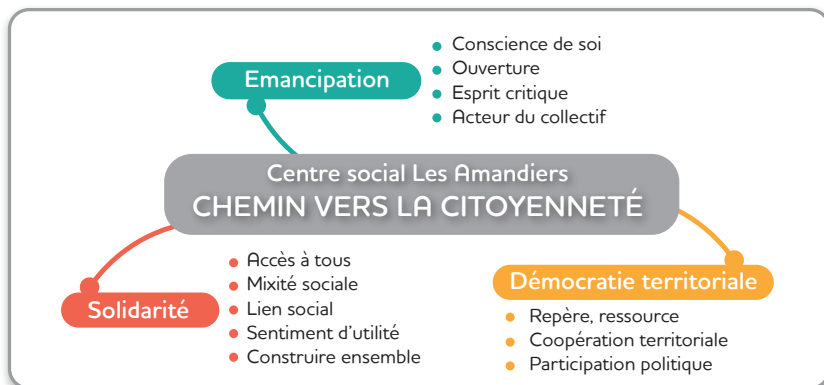 Emancipation
Conscience de soi
Ouverture
Esprit critique
Acteur du collectif
Centre social Les Amandiers
CHEMIN VERS LA CITOYENNETÉ
Solidarité
Accès à tous
Mixité sociale
Lien social
Sentiment d'utilité
Construire ensemble
Démocratie territoriale
Repère, ressource
Coopération territoriale
Participation politique